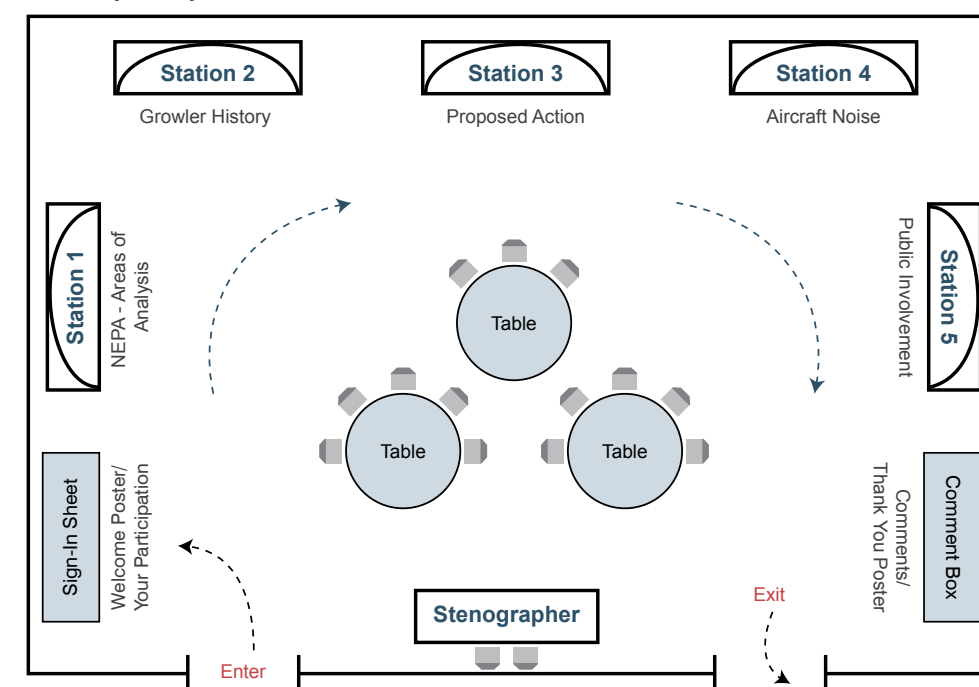 Station 2
Growler History
Station 3
Proposed Action
Station 4
Aircraft Noise
Station 1
NEPA - Areas of
Analysis
Station 5
Public Involvement
Table
Table
Table
Sign-In Sheet
Welcome Poster/
Your Participation
Comment Box
Comments/
Thank You Poster
Stenographer
Enter
Exit